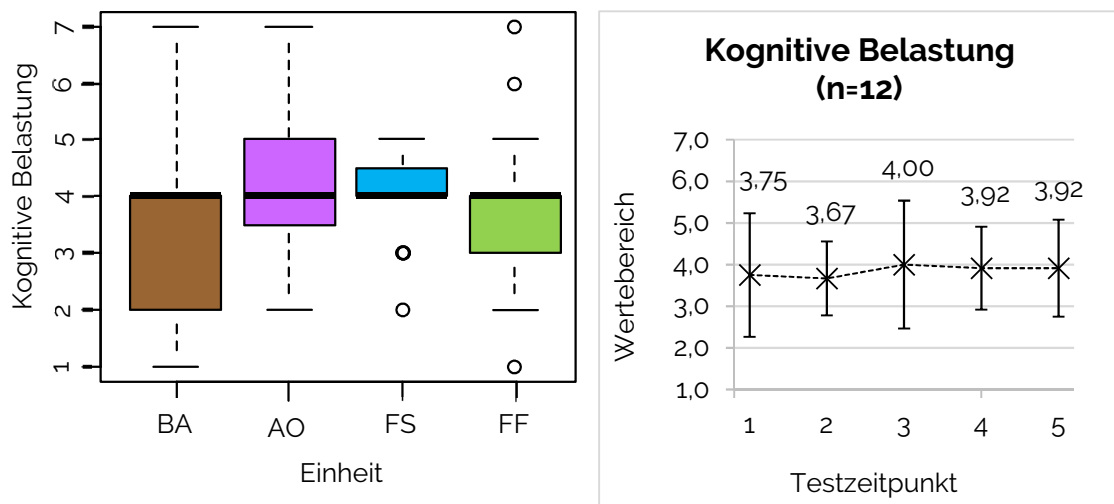 Kognitive Belastung
7
6
5
4
3
2
1
BA
AO
FS
FF
Einheit
Kognitive Belastung
(n=12)
Wertebereich
7,0
6,0
5,0
4,0
3,0
2,0
1,0
3,75
3,67
4,00
3,92
3,92
1
2
3
4
5
Testzeitpunkt